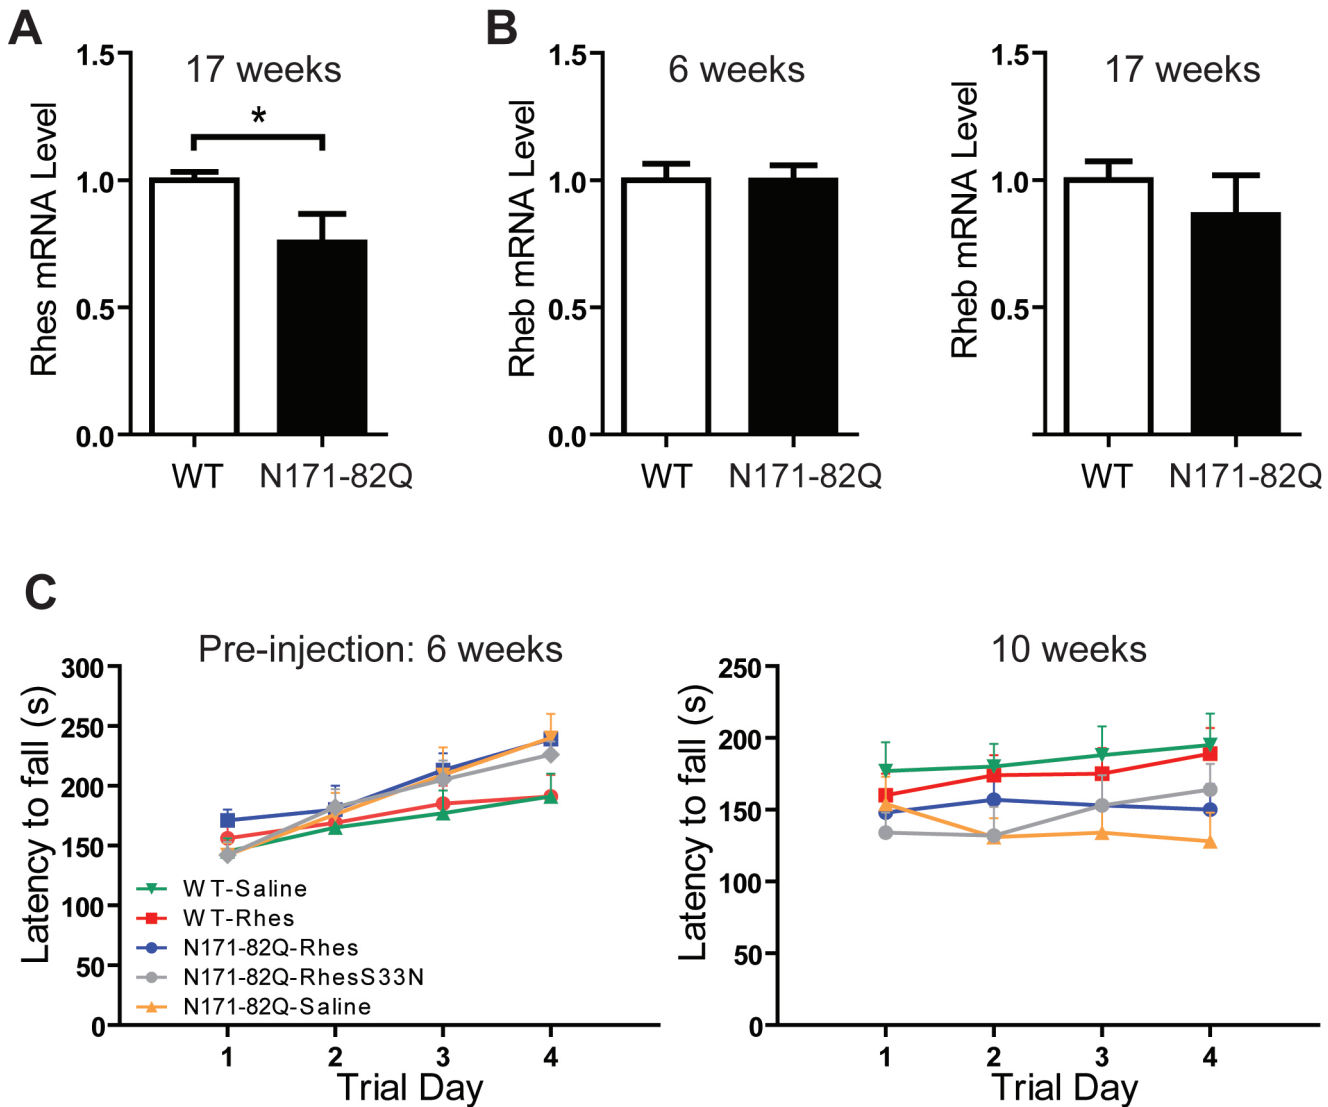 A
17 weeks
*
Rhes mRNA Level
1.5
1.0
0.5
0.0
WT
N171-82Q
B
6 weeks
Rheb mRNA Level
1.5
1.0
0.5
0.0
WT
N171-82Q
17 weeks
Rheb mRNA Level
1.5
1.0
0.5
WT
N171-82Q
C
Pre-injection: 6 weeks
Latency to fall (s)
300
250
200
150
100
50
0
WT-Saline
WT-Rhes
N171-82Q-Rhes
N171-82Q-RhesS33N
N171-82Q-Saline
1 2 3 4
Trial Day
10 weeks
Latency to fall (s)
250
200
150
100
50
0
1 2 3 4
Trial Day